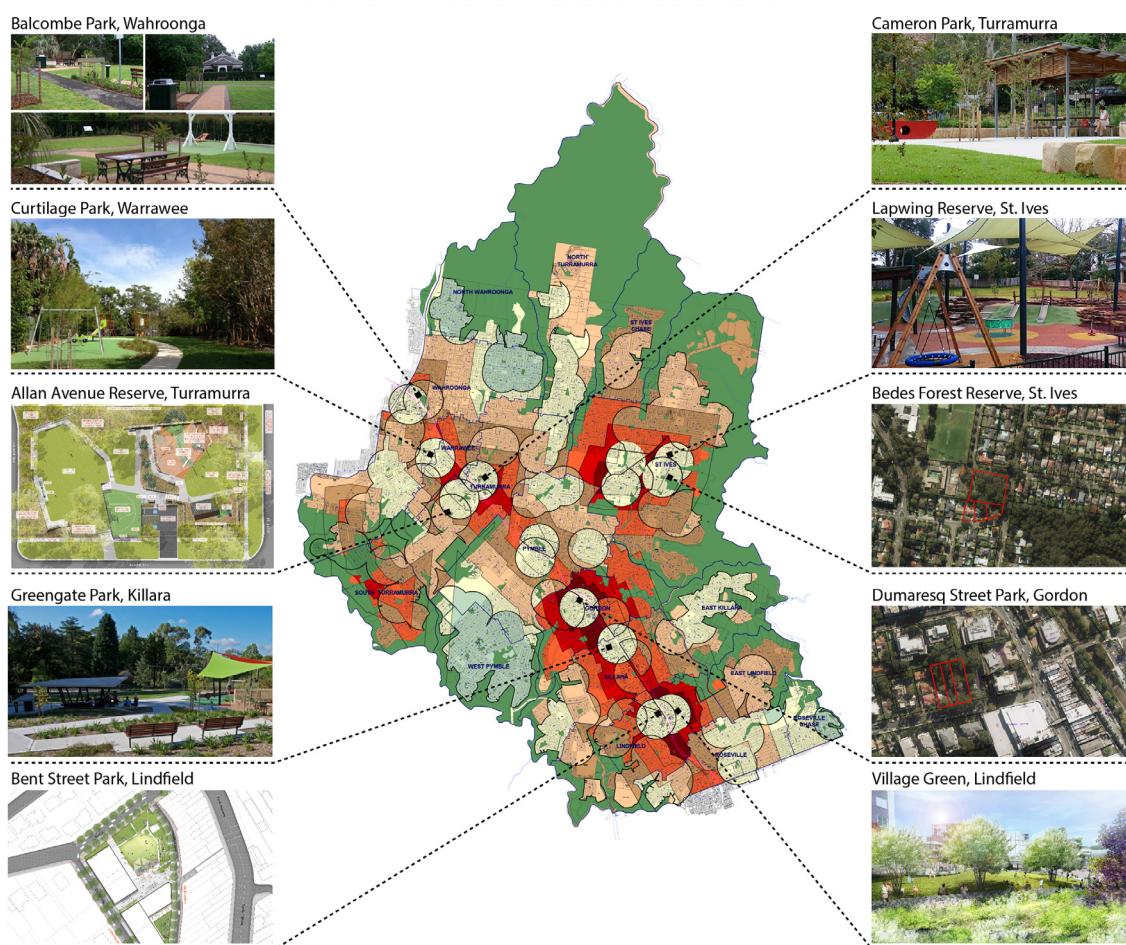 Balcombe Park, Wahroonga
Cameron Park, Turramurra
Curtilage Park, Warrawee
Lapwing Reserve, St. Ives
Allan Avenue Reserve, Turramurra
Bedes Forest Reserve, St. Ives
Greengate Park, Killara
Dumaresq Street Park, Gordon
Bent Street Park, Lindfield
Village Green, Lindfield
NORTH
TURRAMURRA
NORTH WAHROONGA
ST IVES
CHASE
WAHROONGA
WARRAWEE
ST IVES
TURRAMURRA
PYMBLE
SOUTH TURRAMURRA
GORDON
EAST KILLARA
WEST PYMBLE
KILLARA
EAST LINDFIELD
ROSEVILLE
CHASE
LINDFIELD
ROSEVILLE